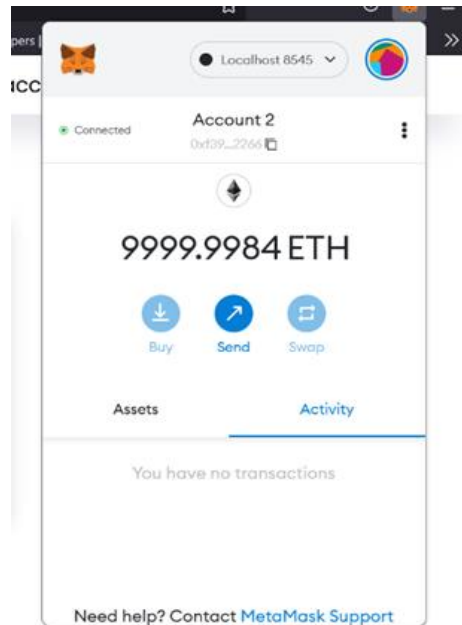 pers |
Localhost 8545
acc
Connected
Account 2
0xf39...2266
9999.9984 ETH
Buy
Send
Swap
Assets
Activity
You have no transactions
Need help? Contact MetaMask Support